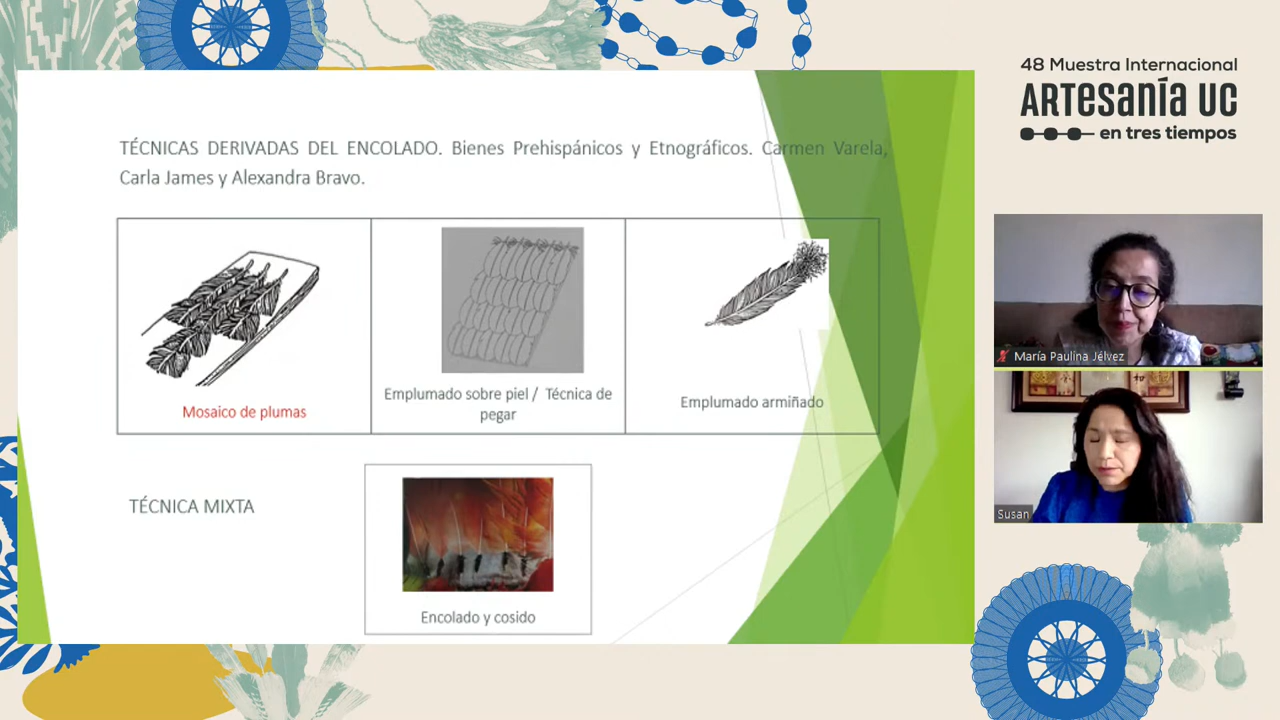 48 Muestra Internacional
ARTesanía UC
en tres tiempos
TÉCNICAS DERIVADAS DEL ENCOLADO. Bienes Prehispánicos y Etnográficos. Carmen Varela,
Carla James y Alexandra Bravo.
Mosaico de plumas
Emplumado sobre piel / Técnica de
pegar
Emplumado armiñado
TÉCNICA MIXTA
Encolado y cosido
María Paulina Jélvez
Susan